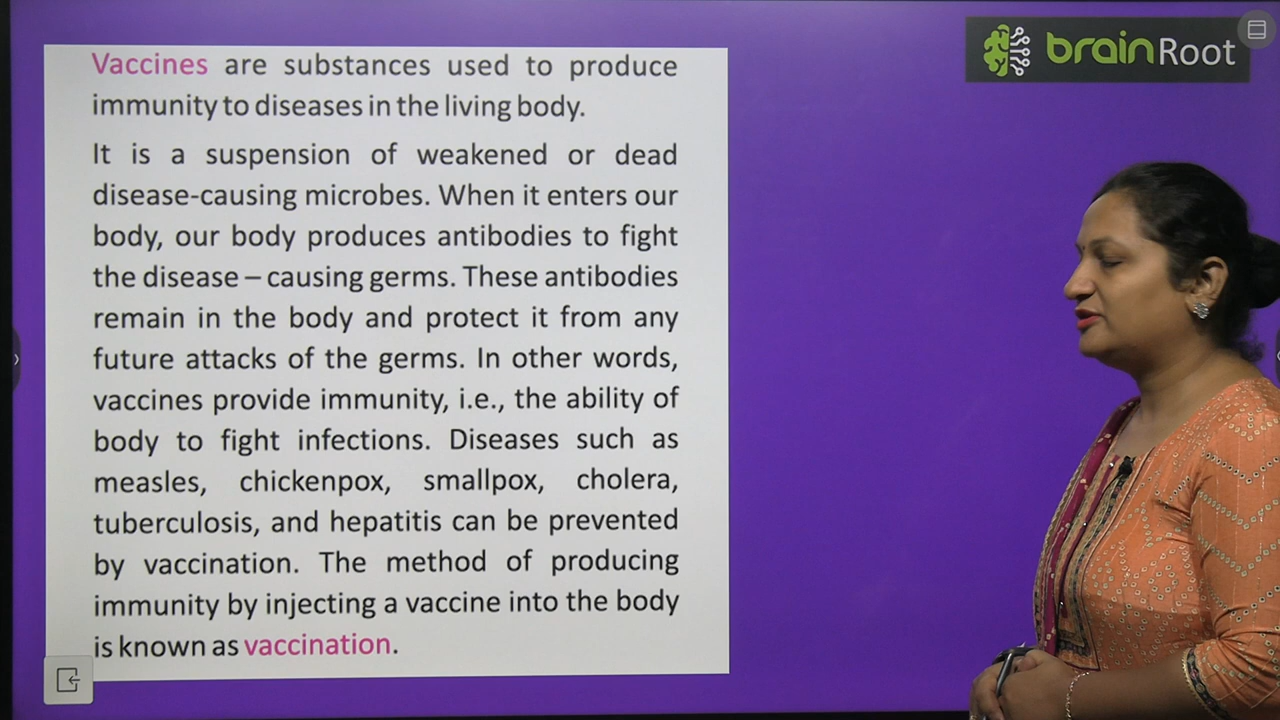 Vaccines are substances used to produce
immunity to diseases in the living body.
It is a suspension of weakened or dead
disease-causing microbes. When it enters our
body, our body produces antibodies to fight
the disease – causing germs. These antibodies
remain in the body and protect it from any
future attacks of the germs. In other words,
vaccines provide immunity, i.e., the ability of
body to fight infections. Diseases such as
measles, chickenpox, smallpox, cholera,
tuberculosis, and hepatitis can be prevented
by vaccination. The method of producing
immunity by injecting a vaccine into the body
is known as vaccination.
brainRoot